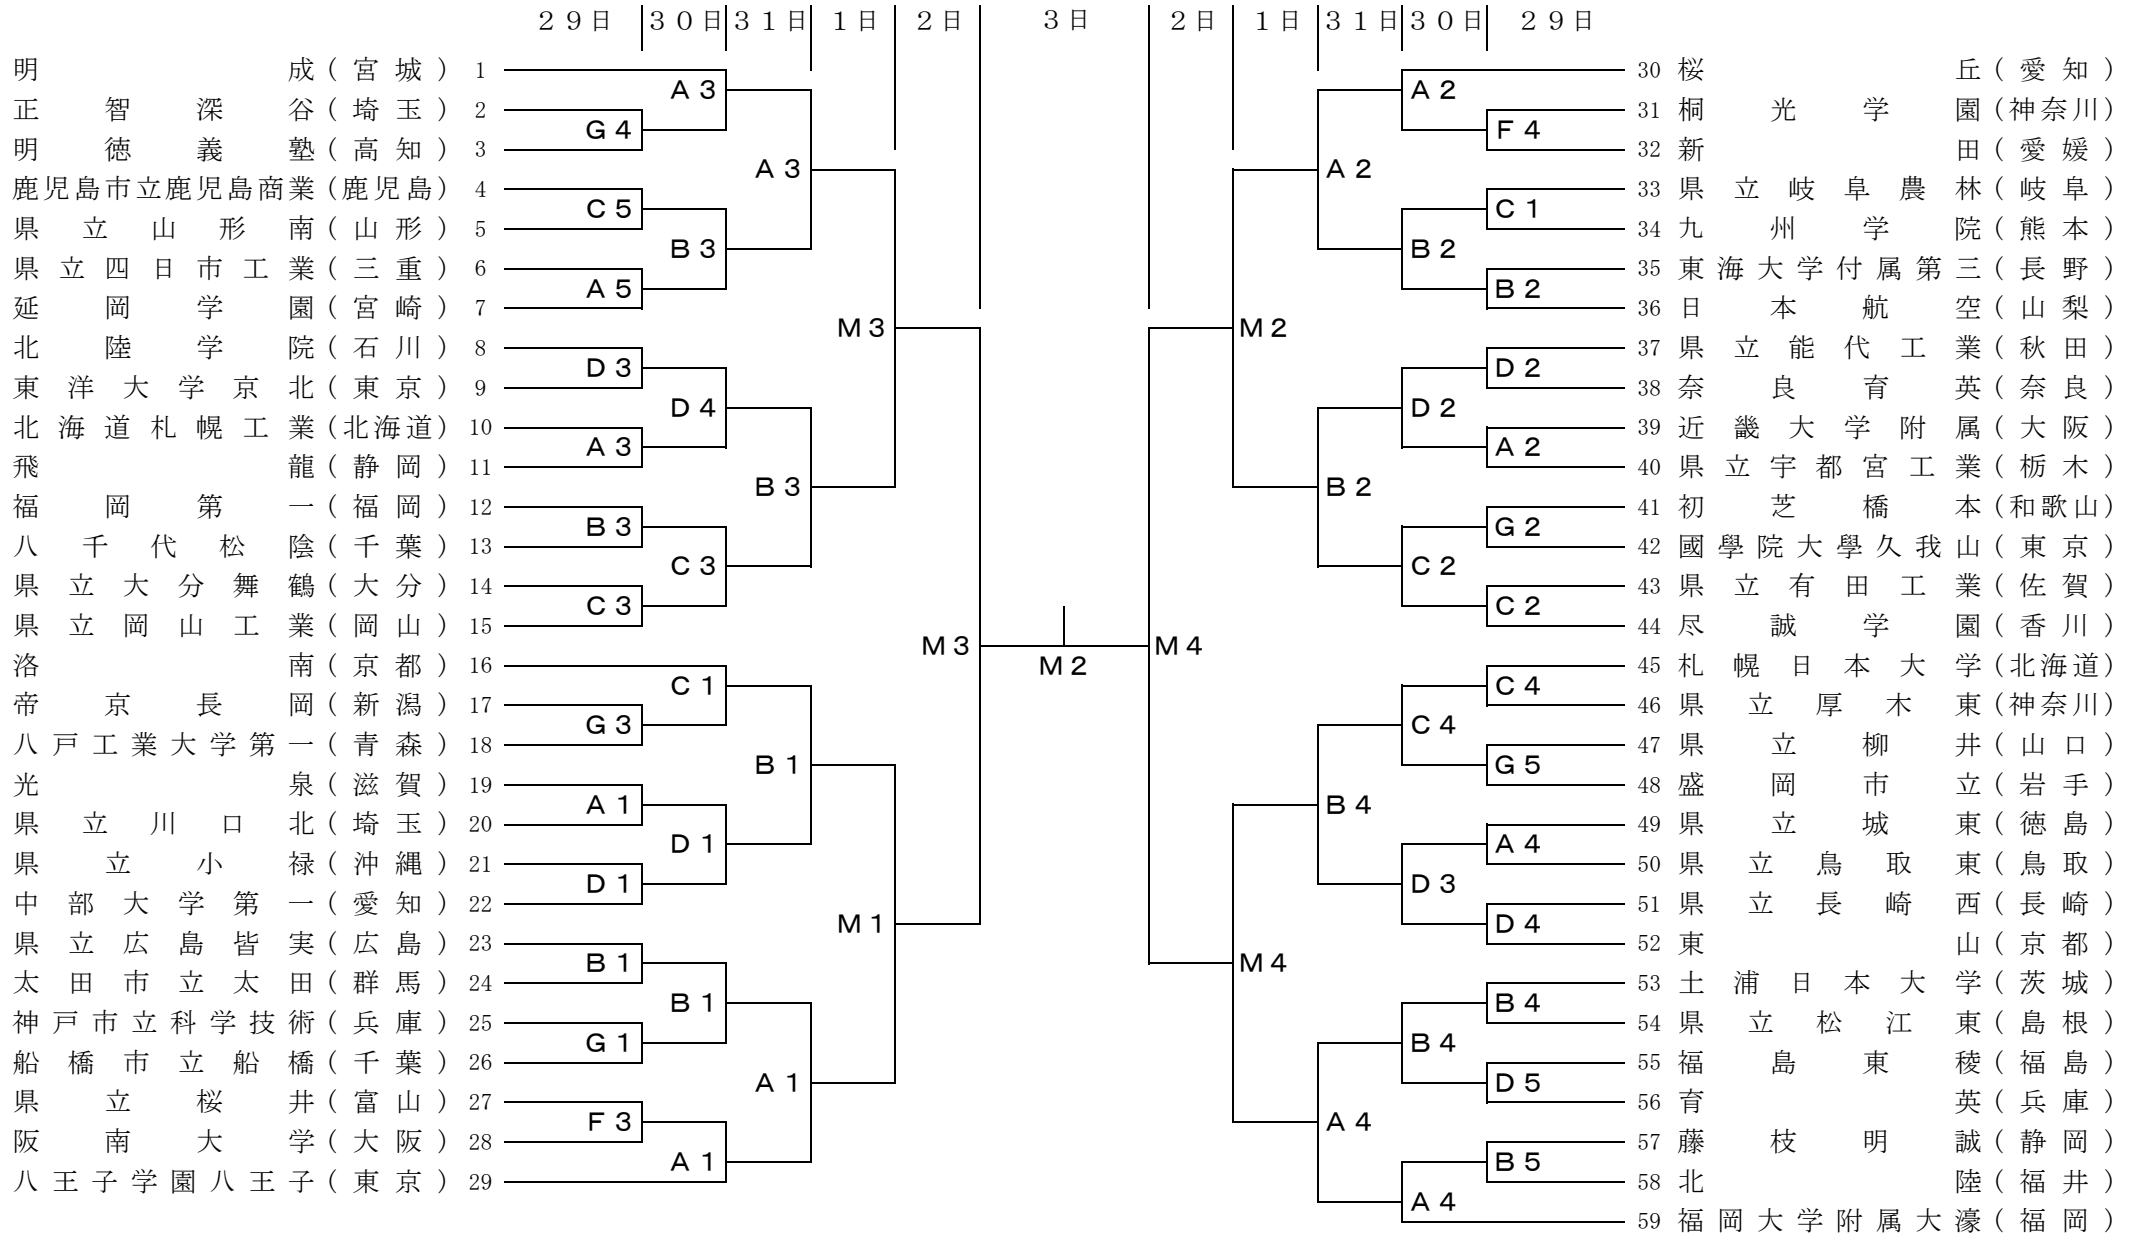 29日 30日 31日 1日 2日 3日 2日 1日 31日 30日 29日
明成(宮城) 1
正智深谷(埼玉) 2
明徳義塾(高知) 3
鹿児島市立鹿児島商業(鹿児島) 4
県立山形南(山形) 5
県立四日市工業(三重) 6
延岡学園(宮崎) 7
北陸学院(石川) 8
東洋大学京北(東京) 9
北海道札幌工業(北海道) 10
飛龍(静岡) 11
福岡第一(福岡) 12
八千代松陰(千葉) 13
県立大分舞鶴(大分) 14
県立岡山工業(岡山) 15
洛南(京都) 16
帝京長岡(新潟) 17
八戸工業大学第一(青森) 18
光泉(滋賀) 19
県立川口北(埼玉) 20
県立小禄(沖縄) 21
中部大学第一(愛知) 22
県立広島皆実(広島) 23
太田市立太田(群馬) 24
神戸市立科学技術(兵庫) 25
船橋市立船橋(千葉) 26
県立桜井(富山) 27
阪南大学(大阪) 28
八王子学園八王子(東京) 29
G4
C5
A5
D3
A3
B3
C3
G3
A1
D1
B1
G1
F3
A3
B3
D4
C3
C1
D1
B1
A1
A3
B3
B1
A1
M3
M1
M3
M2
M4
M2
M4
A2
B2
B4
A4
A2
B2
D2
C2
C4
D3
B4
A4
F4
C1
B2
D2
A2
G2
C2
C4
G5
A4
D4
B4
D5
B5
30 桜丘(愛知)
31 桐光学園(神奈川)
32 新田(愛媛)
33 県立岐阜農林(岐阜)
34 九州学院(熊本)
35 東海大学付属第三(長野)
36 日本航空(山梨)
37 県立能代工業(秋田)
38 奈良育英(奈良)
39 近畿大学附属(大阪)
40 県立宇都宮工業(栃木)
41 初芝橋本(和歌山)
42 國學院大學久我山(東京)
43 県立有田工業(佐賀)
44 尽誠学園(香川)
45 札幌日本大学(北海道)
46 県立厚木東(神奈川)
47 県立柳井(山口)
48 盛岡市立(岩手)
49 県立城東(徳島)
50 県立鳥取東(鳥取)
51 県立長崎西(長崎)
52 東山(京都)
53 土浦日本大学(茨城)
54 県立松江東(島根)
55 福島東稜(福島)
56 育英(兵庫)
57 藤枝明誠(静岡)
58 北陸(福井)
59 福岡大学附属大濠(福岡)